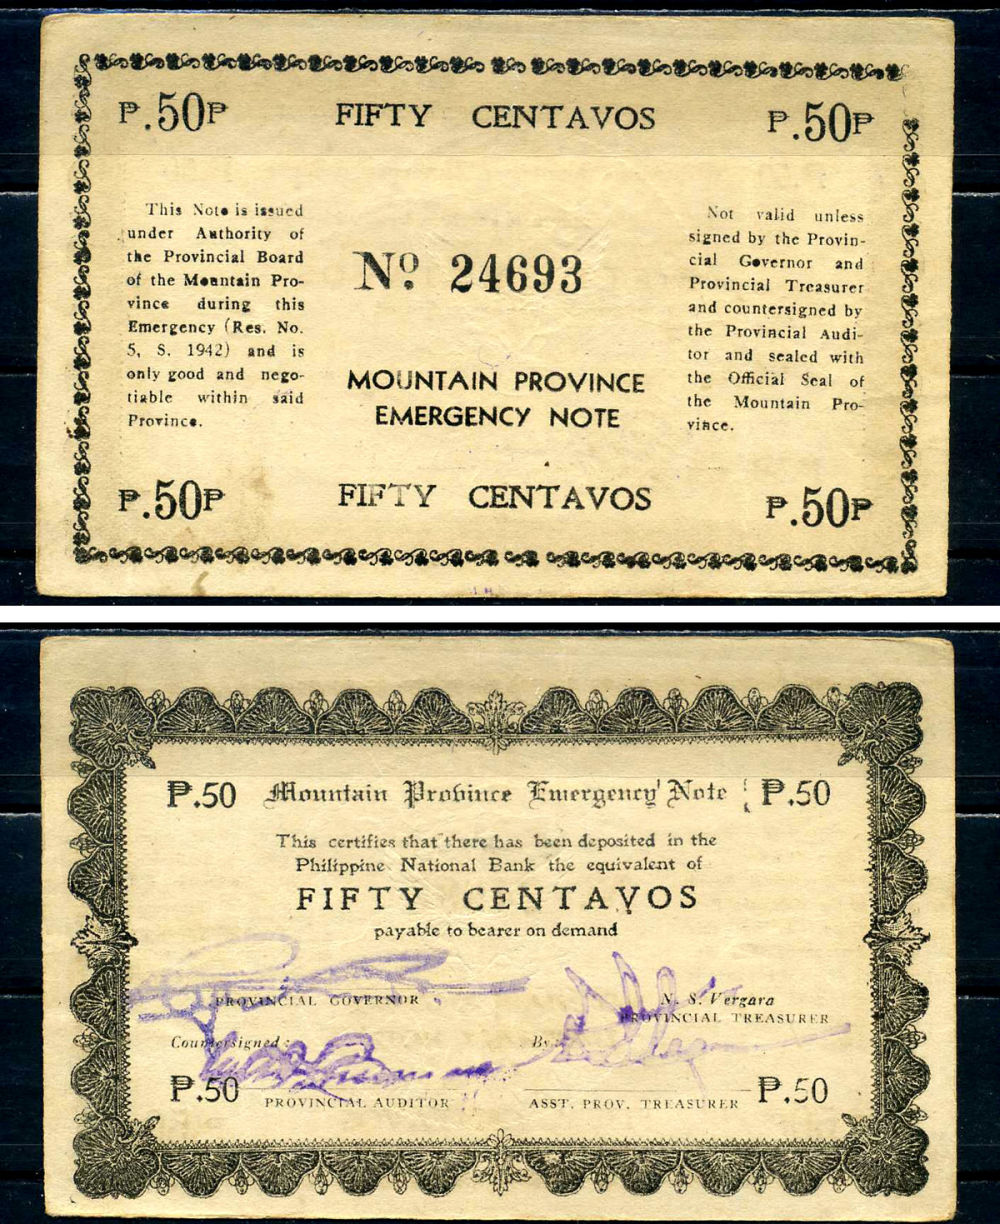 ₱.50₱ FIFTY CENTAVOS ₱.50₱
This Note is issued
under Authority of
the Provincial Board
of the Mountain Pro-
vince during this
Emergency (Res. No.
5, S. 1942) and is
only good and nego-
tiable within said
Province.
Nº 24693
MOUNTAIN PROVINCE
EMERGENCY NOTE
Not valid unless
signed by the Provin-
cial Governor and
Provincial Treasurer
and countersigned by
the Provincial Audi-
tor and sealed with
the Official Seal of
the Mountain Pro-
vince.
₱.50₱ FIFTY CENTAVOS ₱.50₱
₱.50 Mountain Province Emergency Note ₱.50
This certifies that there has been deposited in the
Philippine National Bank the equivalent of
FIFTY CENTAVOS
payable to bearer on demand
PROVINCIAL GOVERNOR
N. S. Vergara
PROVINCIAL TREASURER
Countersigned:
By:
₱.50 PROVINCIAL AUDITOR ASST. PROV. TREASURER ₱.50